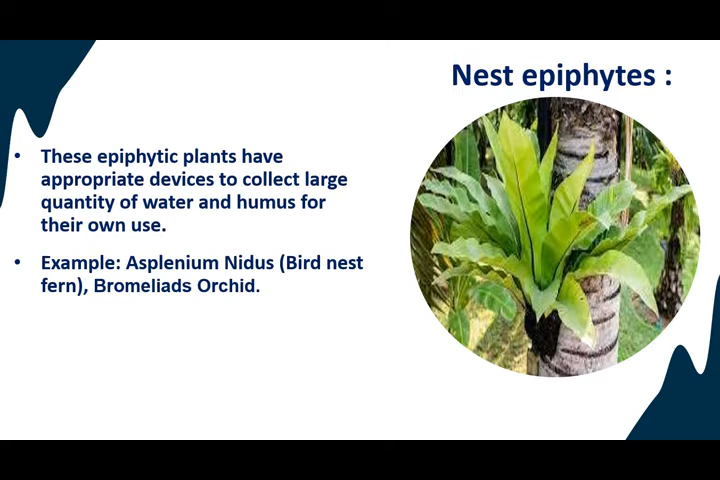 Nest epiphytes :
• These epiphytic plants have
appropriate devices to collect large
quantity of water and humus for
their own use.
• Example: Asplenium Nidus (Bird nest
fern), Bromeliads Orchid.